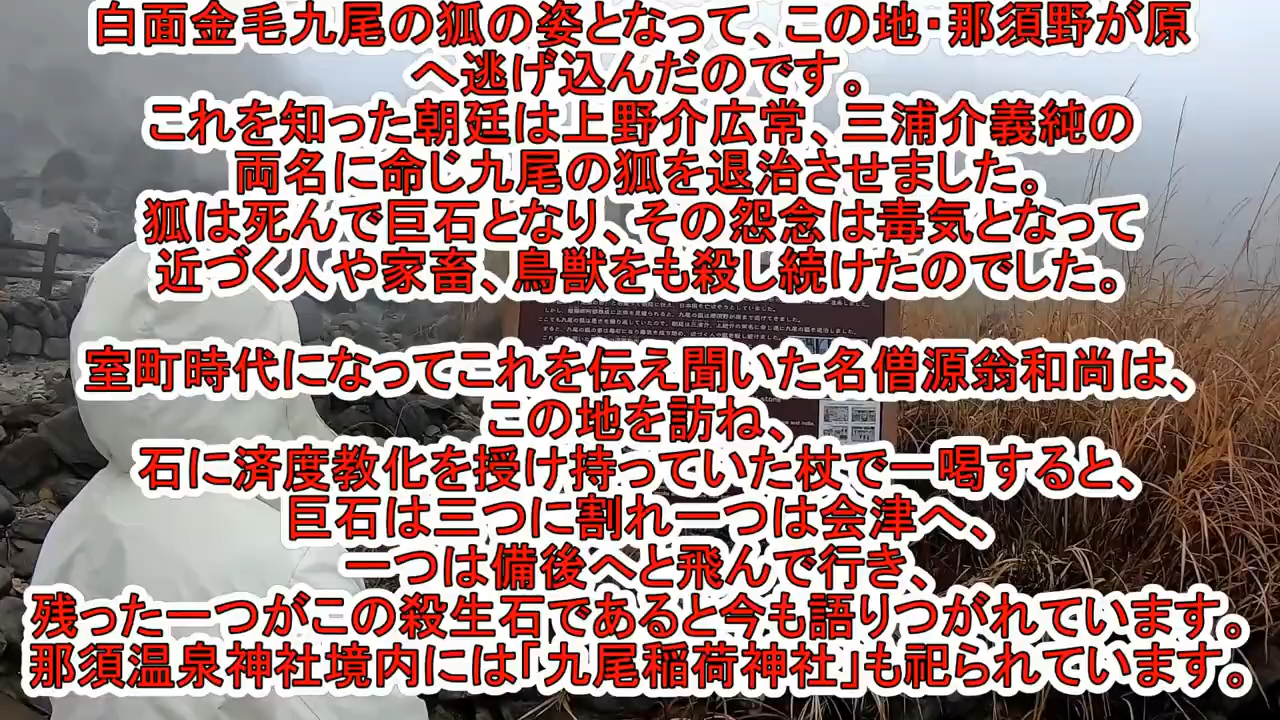 白面金毛九尾の狐の姿となって、この地・那須野が原
へ逃げ込んだのです。
これを知った朝廷は上野介広常、三浦介義純の
両名に命じ九尾の狐を退治させました。
狐は死んで巨石となり、その怨念は毒気となって
近づく人や家畜、鳥獣をも殺し続けたのでした。
室町時代になってこれを伝え聞いた名僧源翁和尚は、
この地を訪ね、
石に済度教化を授け持っていた杖で一喝すると、
巨石は三つに割れ一つは会津へ、
一つは備後へと飛んで行き、
残った一つがこの殺生石であると今も語りつがれています。
那須温泉神社境内には「九尾稲荷神社」も祀られています。